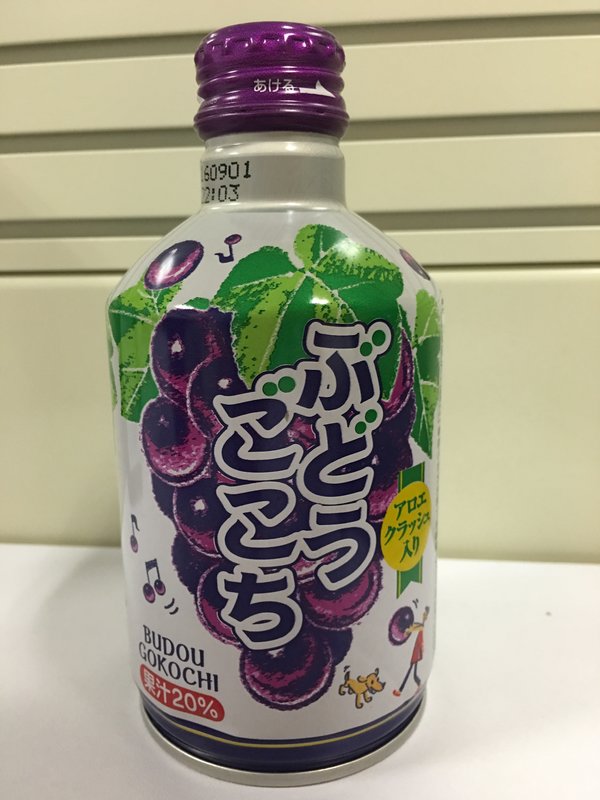 あける
60901
2:03
ぶどう
ごこち
アロエ
クラッシュ
入り
BUDOU
GOKOCHI
果汁20%